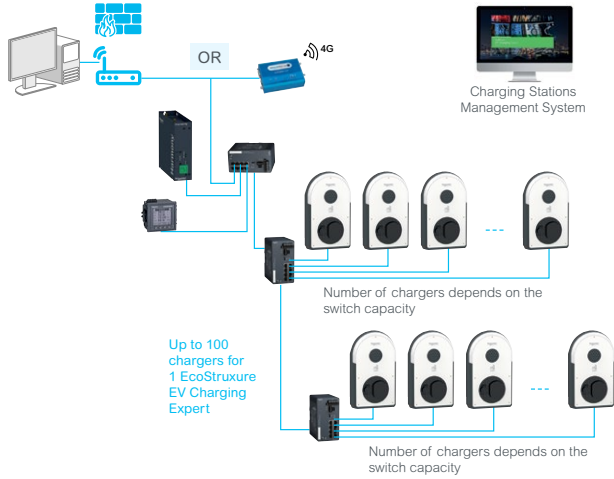 OR
4G
Charging Stations
Management System
Harmony
Number of chargers depends on the
switch capacity
Up to 100
chargers for
1 EcoStruxure
EV Charging
Expert
Number of chargers depends on the
switch capacity